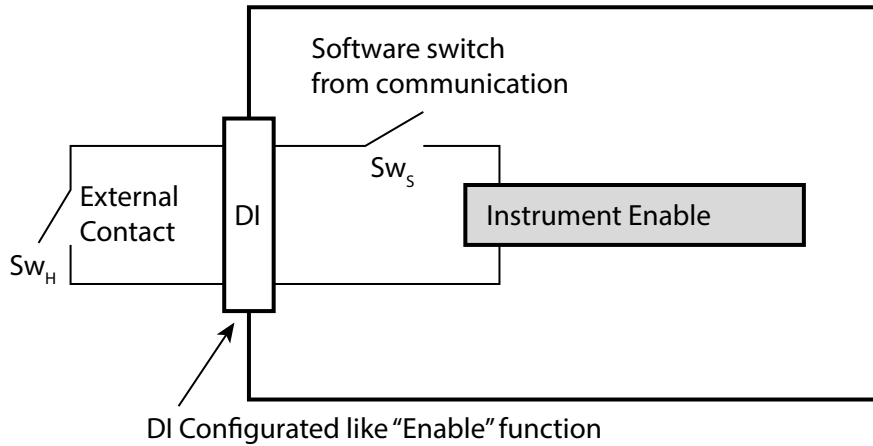 Software switch
from communication
Sw_S
External
Contact
DI
Instrument Enable
Sw_H
DI Configurated like “Enable” function